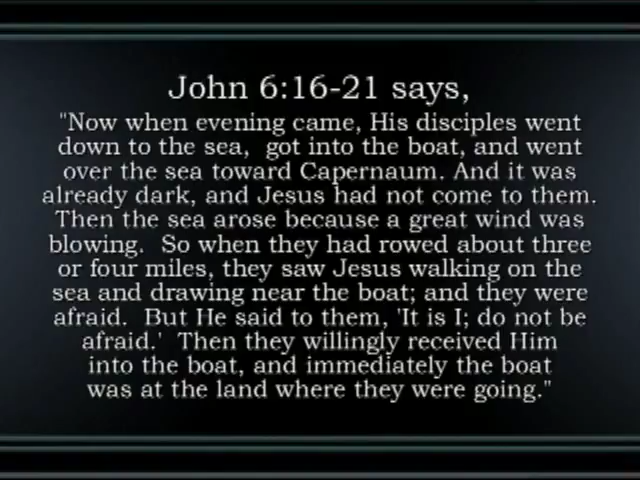 John 6:16-21 says,
"Now when evening came, His disciples went
down to the sea,  got into the boat, and went
over the sea toward Capernaum. And it was
already dark, and Jesus had not come to them.
Then the sea arose because a great wind was
blowing.  So when they had rowed about three
or four miles, they saw Jesus walking on the
sea and drawing near the boat; and they were
afraid.  But He said to them, 'It is I; do not be
afraid.'  Then they willingly received Him
into the boat, and immediately the boat
was at the land where they were going."